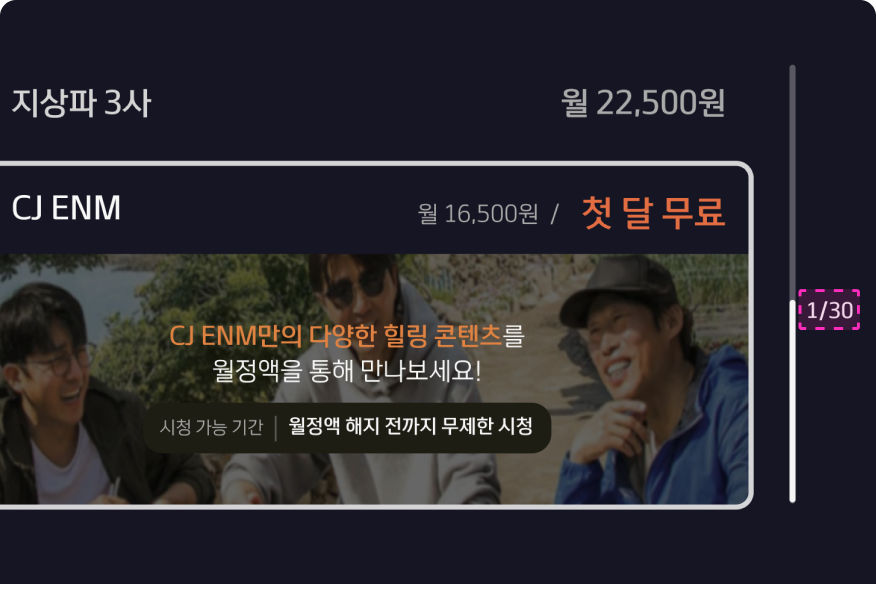 지상파 3사 월 22,500원
CJ ENM 월 16,500원 / 첫 달 무료
CJ ENM만의 다양한 힐링 콘텐츠를
월정액을 통해 만나보세요!
시청 가능 기간 | 월정액 해지 전까지 무제한 시청
1/30